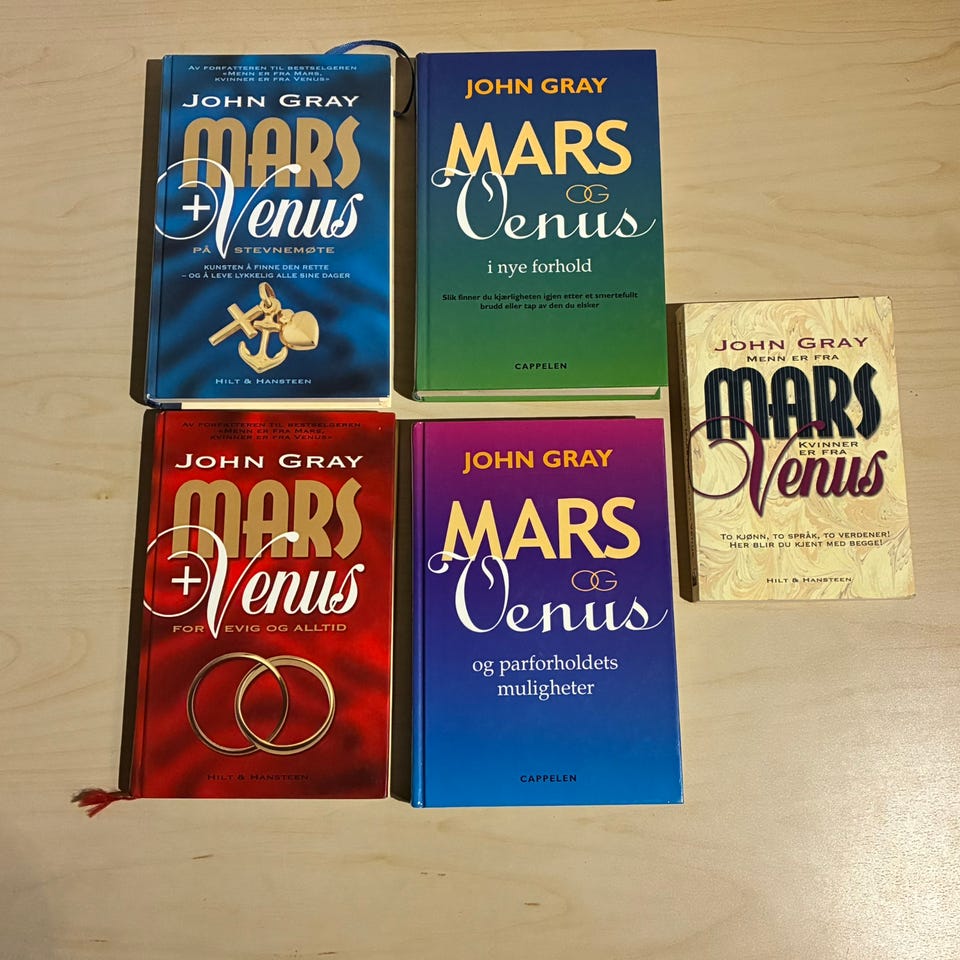 AV FORFATTEREN TIL BESTSELGEREN
«MENN ER FRA MARS,
KVINNER ER FRA VENUS»
JOHN GRAY
MARS
+Venus
PÅ STEVNEMØTE
KUNSTEN Å FINNE DEN RETTE
– OG Å LEVE LYKKELIG ALLE SINE DAGER
HILT & HANSTEEN
JOHN GRAY
MARS
OG
Venus
i nye forhold
Slik finner du kjærligheten igjen etter et smertefullt
brudd eller tap av den du elsker
CAPPELEN
JOHN GRAY
MENN ER FRA
MARS
KVINNER
ER FRA
Venus
TO KJØNN, TO SPRÅK, TO VERDENER!
HER BLIR DU KJENT MED BEGGE!
HILT & HANSTEEN
AV FORFATTEREN TIL BESTSELGEREN
«MENN ER FRA MARS,
KVINNER ER FRA VENUS»
JOHN GRAY
MARS
+Venus
FOR EVIG OG ALLTID
HILT & HANSTEEN
JOHN GRAY
MARS
OG
Venus
og parforholdets
muligheter
CAPPELEN